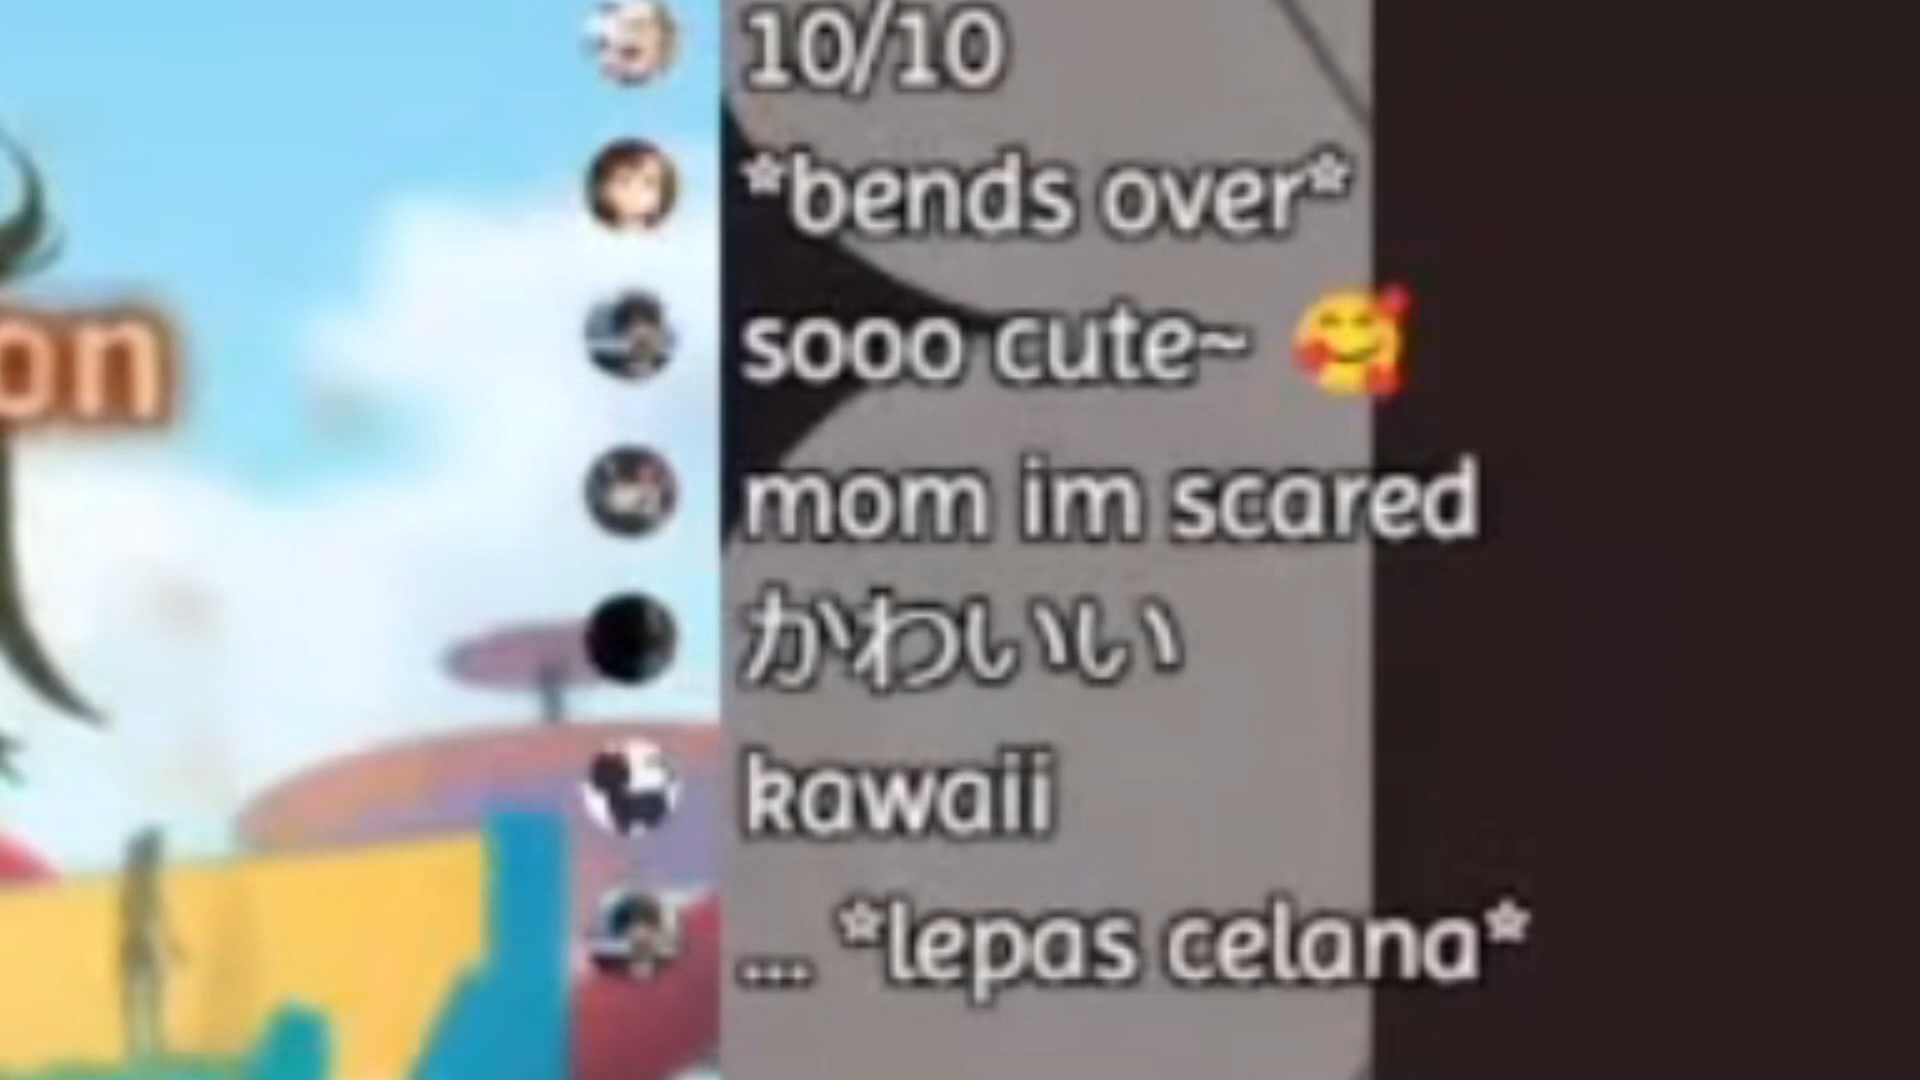 10/10
*bends over*
sooo cute~ 🥰
on
mom im scared
かわいい
kawaii
... *lepas celana*